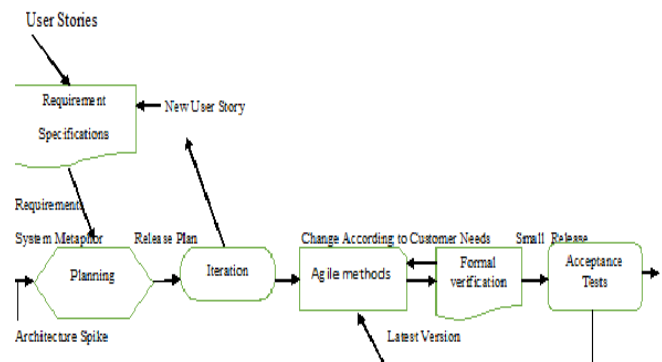 User Stories
Requirement
Specifications
New User Story
Requirements
System Metaphor
Release Plan
Change According to Customer Needs
Small Release
Planning
Iteration
Agile methods
Formal
verification
Acceptance
Tests
Architecture Spike
Latest Version